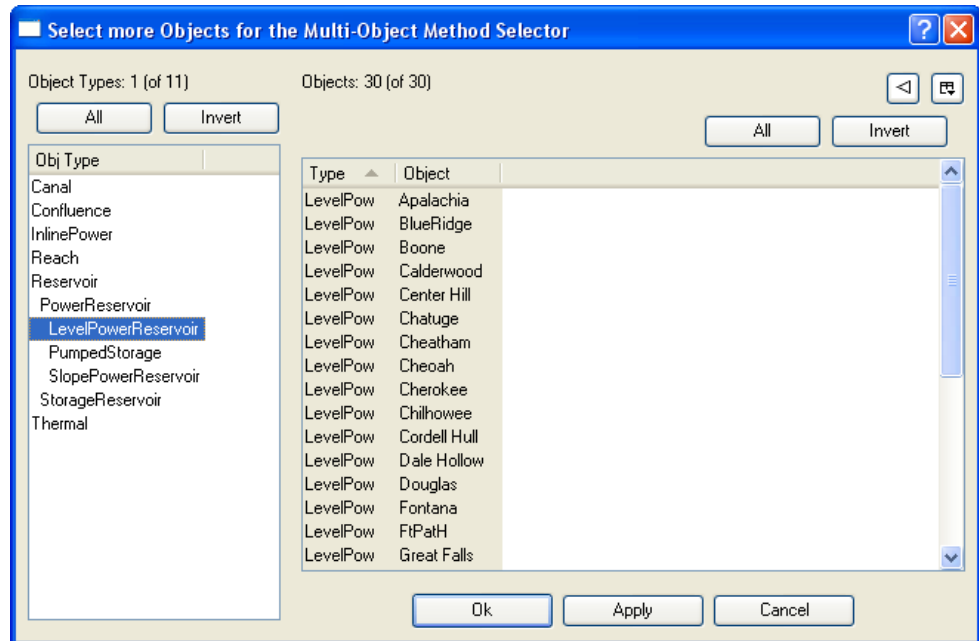 Select more Objects for the Multi-Object Method Selector
Object Types: 1 (of 11)
All Invert
Obj Type
Canal
Confluence
InlinePower
Reach
Reservoir
PowerReservoir
LevelPowerReservoir
PumpedStorage
SlopePowerReservoir
StorageReservoir
Thermal
Objects: 30 (of 30)
All Invert
Type Object
LevelPow Apalachia
LevelPow BlueRidge
LevelPow Boone
LevelPow Calderwood
LevelPow Center Hill
LevelPow Chatuge
LevelPow Cheatham
LevelPow Cheoah
LevelPow Cherokee
LevelPow Chilhowee
LevelPow Cordell Hull
LevelPow Dale Hollow
LevelPow Douglas
LevelPow Fontana
LevelPow FtPatH
LevelPow Great Falls
Ok Apply Cancel